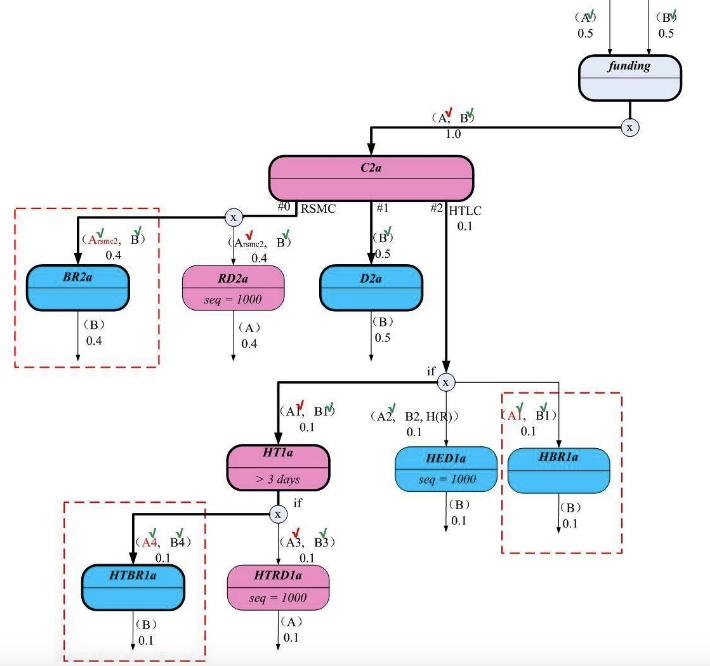 (A) (B)
0.5 0.5
funding
x
(A, B)
1.0
C2a
#0 RSMC #1 #2 HTLC
0.1
x
(Arsmc2, B)
0.4
(Arsmc2, B)
0.4
(B)
0.5
BR2a
RD2a
seq = 1000
D2a
(B)
0.4
(A)
0.4
(B)
0.5
if
x
(A1, B1)
0.1
(A2, B2, H(R))
0.1
(A1, B1)
0.1
HT1a
> 3 days
HED1a
seq = 1000
HBR1a
if
x
(B)
0.1
(B)
0.1
(A4, B4)
0.1
(A3, B3)
0.1
HTBR1a
HTRD1a
seq = 1000
(B)
0.1
(A)
0.1